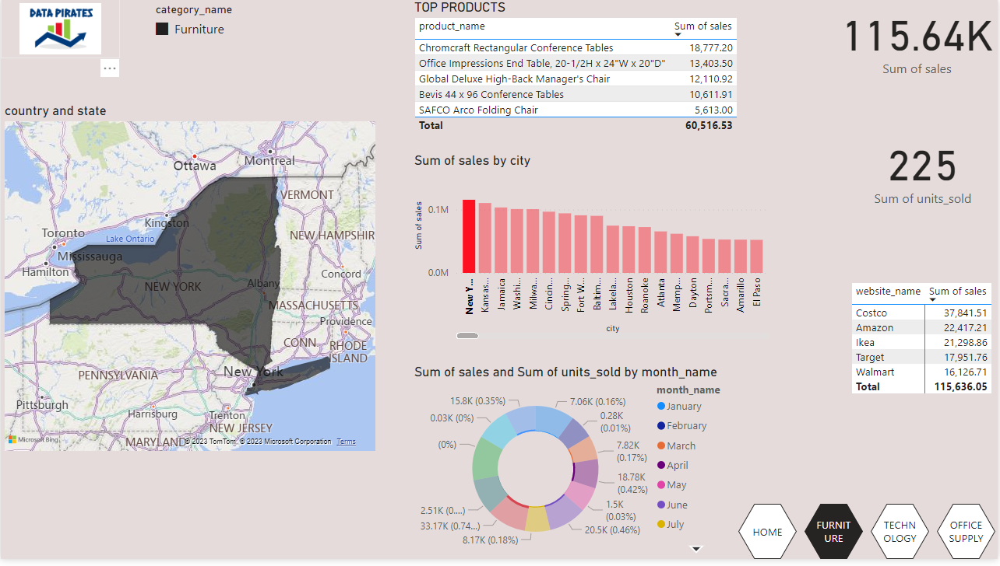 DATA PIRATES
category_name
Furniture
...
country and state
Ottawa
Montreal
VERMONT
Kingston
Toronto
Lake Ontario
NEW HAMPSHIR
Mississauga
Hamilton
Concord
NEW YORK
Albany
MASSACHUSETTS
Providence
CONN.
RHODE
ISLAND
PENNSYLVANIA
New York
Pittsburgh
Harrisburg
Trenton
NEW JERSEY
Microsoft Bing
MARYLAND
© 2023 TomTom, © 2023 Microsoft Corporation Terms
TOP PRODUCTS
product_name Sum of sales
Chromcraft Rectangular Conference Tables 18,777.20
Office Impressions End Table, 20-1/2H x 24"W x 20"D" 13,403.50
Global Deluxe High-Back Manager's Chair 12,110.92
Bevis 44 x 96 Conference Tables 10,611.91
SAFCO Arco Folding Chair 5,613.00
Total 60,516.53
Sum of sales by city
Sum of sales
0.1M
0.0M
New Y...
Kansas...
Jamaica
Washi...
Milwa...
Cincin...
Spring...
Fort W...
Baltim...
Lakela...
Houston
Roanoke
Atlanta
Memp...
Dayton
Portsm...
Sacra...
Amarillo
El Paso
city
Sum of sales and Sum of units_sold by month_name
15.8K (0.35%)
7.06K (0.16%)
0.03K (0%)
0.28K
(0.01%)
(0%)
7.82K
(0.17%)
18.78K
(0.42%)
1.5K
(0.03%)
2.51K (0....)
33.17K (0.74...)
20.5K (0.46%)
8.17K (0.18%)
month_name
January
February
March
April
May
June
July
115.64K
Sum of sales
225
Sum of units_sold
website_name Sum of sales
Costco 37,841.51
Amazon 22,417.21
Ikea 21,298.86
Target 17,951.76
Walmart 16,126.71
Total 115,636.05
HOME
FURNIT
URE
TECHN
OLOGY
OFFICE
SUPPLY